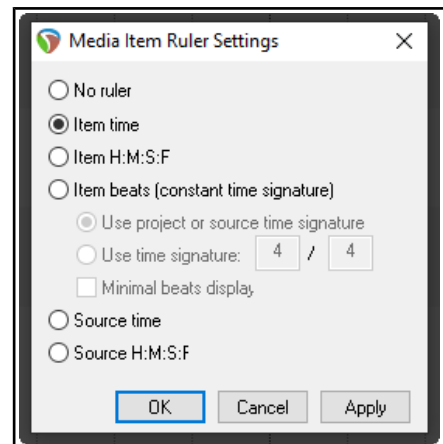 Media Item Ruler Settings
No ruler
Item time
Item H:M:S:F
Item beats (constant time signature)
Use project or source time signature
Use time signature: 4 / 4
Minimal beats display
Source time
Source H:M:S:F
OK Cancel Apply